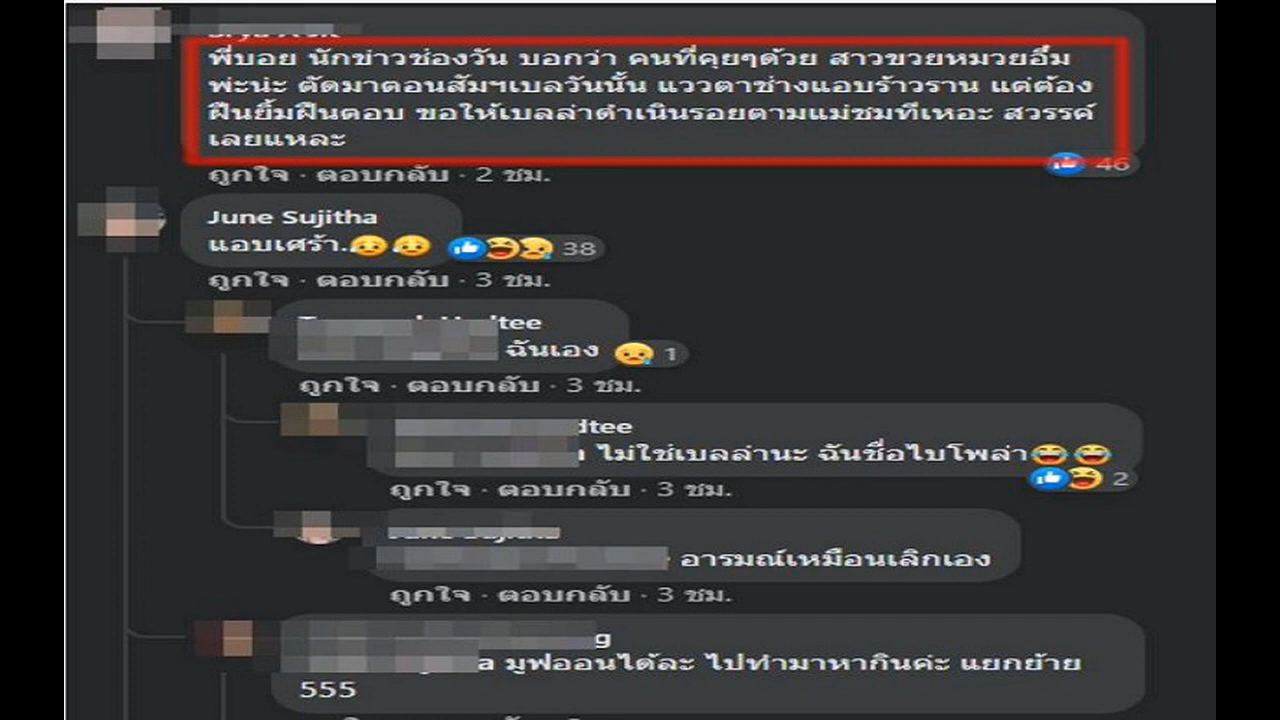 พี่บอย นักข่าวช่องวัน บอกว่า คนที่คุยๆด้วย สาวขวยหมวยอึ๋ม
พะน่ะ ตัดมาตอนสัมฯเบลวันนั้น แววตาช่างแอบร้าวราน แต่ต้อง
ฝืนยิ้มฝืนตอบ ขอให้เบลล่าดำเนินรอยตามแม่ชมทีเหอะ สวรรค์
เลยแหละ
46
ถูกใจ · ตอบกลับ · 2 ชม.
June Sujitha
แอบเศร้า.. 38
ถูกใจ · ตอบกลับ · 3 ชม.
tee
ฉันเอง 1
ถูกใจ · ตอบกลับ · 3 ชม.
dtee
ไม่ใช่เบลล่านะ ฉันชื่อไบโพล่า
2
ถูกใจ · ตอบกลับ · 3 ชม.
อารมณ์เหมือนเลิกเอง
ถูกใจ · ตอบกลับ · 3 ชม.
g
a มูฟออนได้ละ ไปทำมาหากินค่ะ แยกย้าย
555